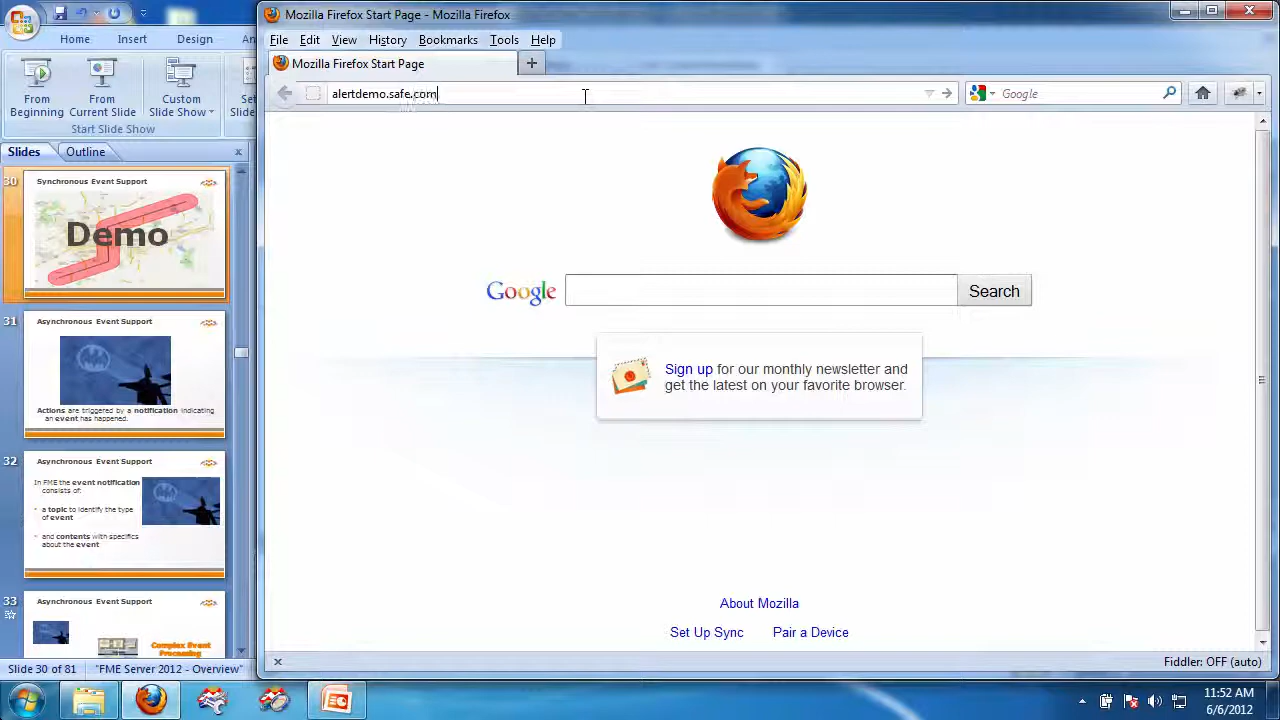 Mozilla Firefox Start Page - Mozilla Firefox
File Edit View History Bookmarks Tools Help
Mozilla Firefox Start Page
alertdemo.safe.com
Google
Home Insert Design
From Beginning
From Current Slide
Custom Slide Show
Start Slide Show
Slides Outline
30
Synchronous Event Support
Demo
31
Asynchronous Event Support
Actions are triggered by a notification indicating
an event has happened.
32
Asynchronous Event Support
In FME the event notification
consists of:
a topic to identify the type
of event
and contents with specifics
about the event
33
Asynchronous Event Support
Complex Event
Processing
Slide 30 of 81 "FME Server 2012 - Overview"
Google
Search
Sign up for our monthly newsletter and
get the latest on your favorite browser.
About Mozilla
Set Up Sync Pair a Device
Fiddler: OFF (auto)
11:52 AM
6/6/2012